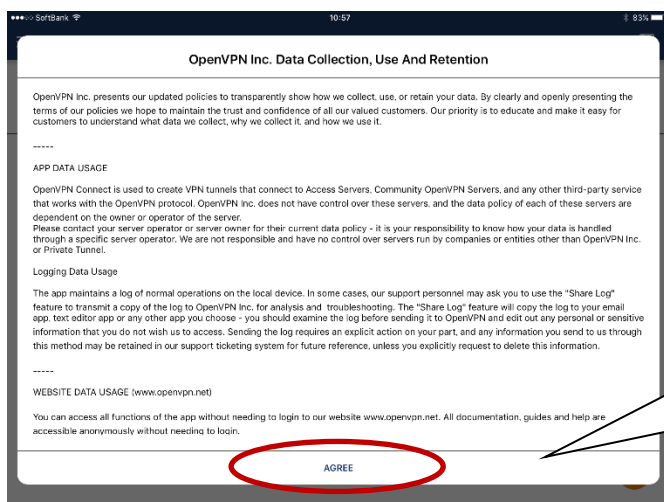 SoftBank 10:57 83%
OpenVPN Inc. Data Collection, Use And Retention
OpenVPN Inc. presents our updated policies to transparently show how we collect, use, or retain your data. By clearly and openly presenting the
terms of our policies we hope to maintain the trust and confidence of all our valued customers. Our priority is to educate and make it easy for
customers to understand what data we collect, why we collect it, and how we use it.
-----
APP DATA USAGE
OpenVPN Connect is used to create VPN tunnels that connect to Access Servers, Community OpenVPN Servers, and any other third-party service
that works with the OpenVPN protocol. OpenVPN Inc. does not have control over these servers, and the data policy of each of these servers are
dependent on the owner or operator of the server.
Please contact your server operator or server owner for their current data policy - it is your responsibility to know how your data is handled
through a specific server operator. We are not responsible and have no control over servers run by companies or entities other than OpenVPN Inc.
or Private Tunnel.
Logging Data Usage
The app maintains a log of normal operations on the local device. In some cases, our support personnel may ask you to use the "Share Log"
feature to transmit a copy of the log to OpenVPN Inc. for analysis and troubleshooting. The "Share Log" feature will copy the log to your email
app, text editor app or any other app you choose - you should examine the log before sending it to OpenVPN and edit out any personal or sensitive
information that you do not wish us to access. Sending the log requires an explicit action on your part, and any information you send to us through
this method may be retained in our support ticketing system for future reference, unless you explicitly request to delete this information.
-----
WEBSITE DATA USAGE (www.openvpn.net)
You can access all functions of the app without needing to login to our website www.openvpn.net. All documentation, guides and help are
accessible anonymously without needing to login.
AGREE